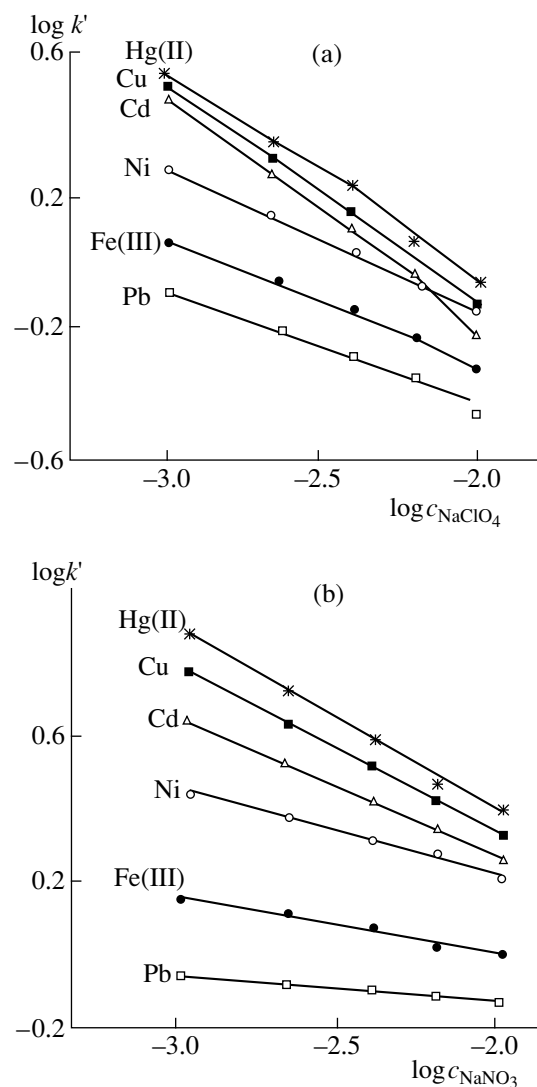 log k'
0.6
Hg(II)
(a)
Cu
Cd
0.2
Ni
Fe(III)
−0.2
Pb
−0.6
−3.0 −2.5 −2.0
log c_NaClO₄
logk'
(b)
Hg(II)
Cu
0.6
Cd
Ni
0.2
Fe(III)
Pb
−0.2
−3.0 −2.5 −2.0
log c_NaNO₃